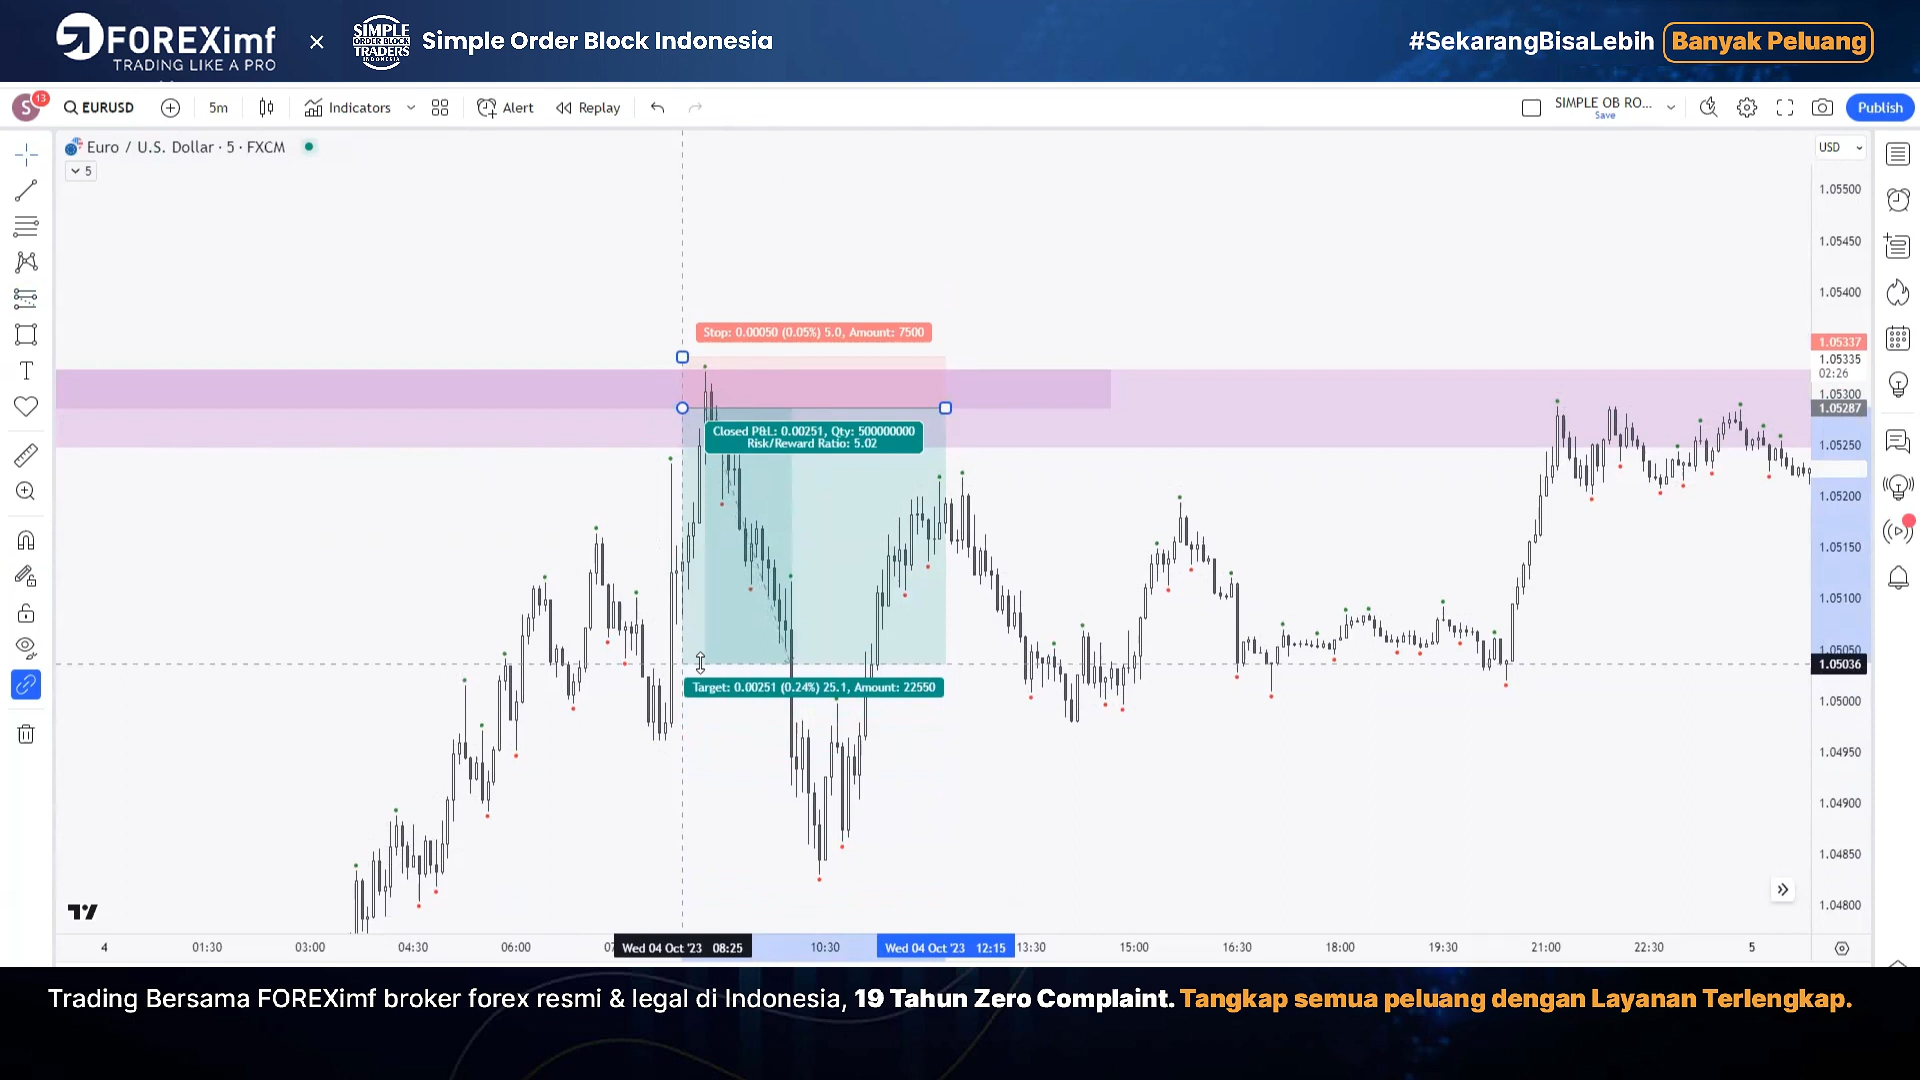 FOREXimf
TRADING LIKE A PRO
×
SIMPLE
ORDER BLOCK
TRADERS
INDONESIA
Simple Order Block Indonesia
#SekarangBisaLebih Banyak Peluang
S 13 EURUSD 5m Indicators Alert Replay SIMPLE OB RO... Save Publish
Euro / U.S. Dollar · 5 · FXCM
5
USD
1.05500
1.05450
1.05400
1.05337
1.05335
02:26
1.05300
1.05287
1.05250
1.05200
1.05150
1.05100
1.05050
1.05036
1.05000
1.04950
1.04900
1.04850
1.04800
Stop: 0.00050 (0.05%) 5.0, Amount: 7500
Closed P&L: 0.00251, Qty: 500000000
Risk/Reward Ratio: 5.02
Target: 0.00251 (0.24%) 25.1, Amount: 22550
4 01:30 03:00 04:30 06:00 07 Wed 04 Oct '23 08:25 10:30 Wed 04 Oct '23 12:15 13:30 15:00 16:30 18:00 19:30 21:00 22:30 5
Trading Bersama FOREXimf broker forex resmi & legal di Indonesia, 19 Tahun Zero Complaint. Tangkap semua peluang dengan Layanan Terlengkap.